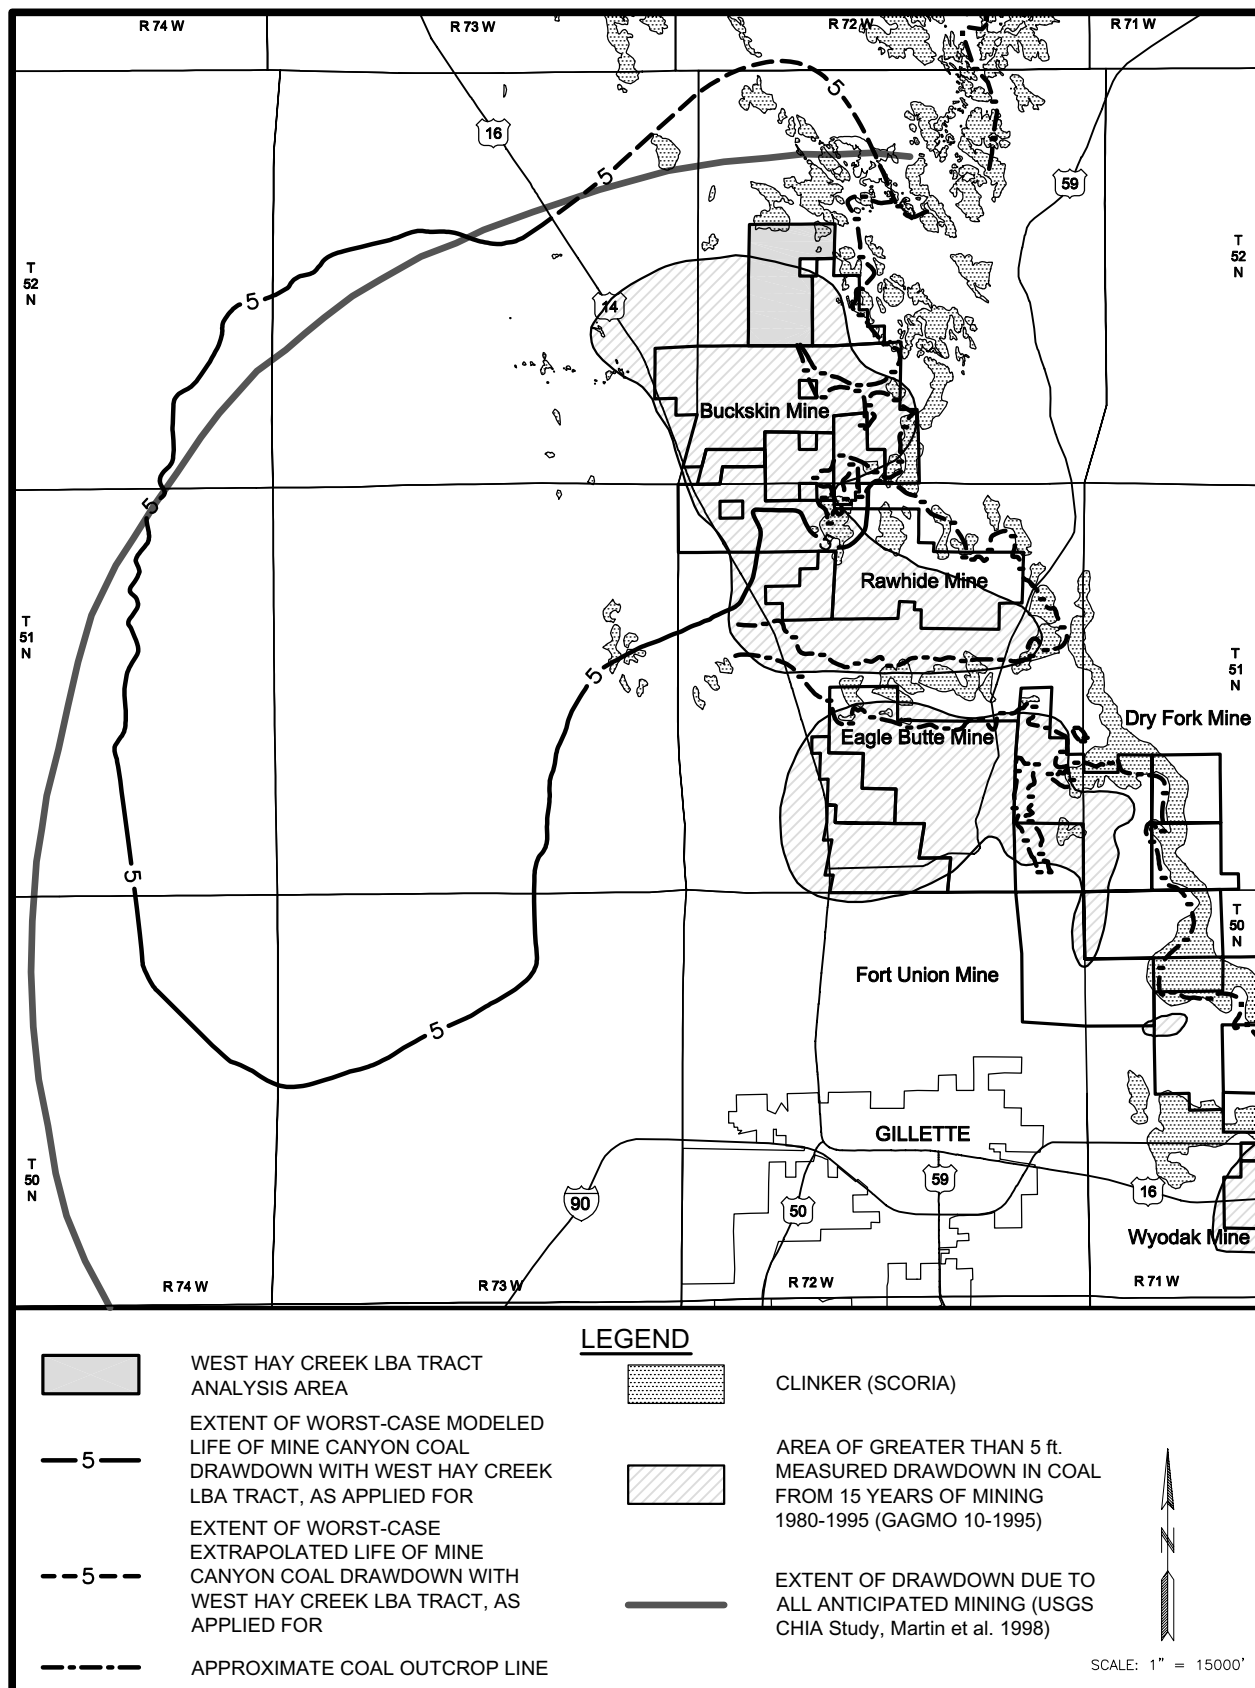 R 74 W
R 73 W
R 72 W
R 71 W
5
16
5
59
T
52
N
T
52
N
5
14
Buckskin Mine
5
5
Rawhide Mine
T
51
N
T
51
N
5
Dry Fork Mine
Eagle Butte Mine
5
T
50
N
Fort Union Mine
5
GILLETTE
T
50
N
59
16
90
50
Wyodak Mine
R 74 W
R 73 W
R 72 W
R 71 W
LEGEND
WEST HAY CREEK LBA TRACT
ANALYSIS AREA
5
EXTENT OF WORST-CASE MODELED
LIFE OF MINE CANYON COAL
DRAWDOWN WITH WEST HAY CREEK
LBA TRACT, AS APPLIED FOR
5
EXTENT OF WORST-CASE
EXTRAPOLATED LIFE OF MINE
CANYON COAL DRAWDOWN WITH
WEST HAY CREEK LBA TRACT, AS
APPLIED FOR
APPROXIMATE COAL OUTCROP LINE
CLINKER (SCORIA)
AREA OF GREATER THAN 5 ft.
MEASURED DRAWDOWN IN COAL
FROM 15 YEARS OF MINING
1980-1995 (GAGMO 10-1995)
EXTENT OF DRAWDOWN DUE TO
ALL ANTICIPATED MINING (USGS
CHIA Study, Martin et al. 1998)
N
SCALE: 1" = 15000'